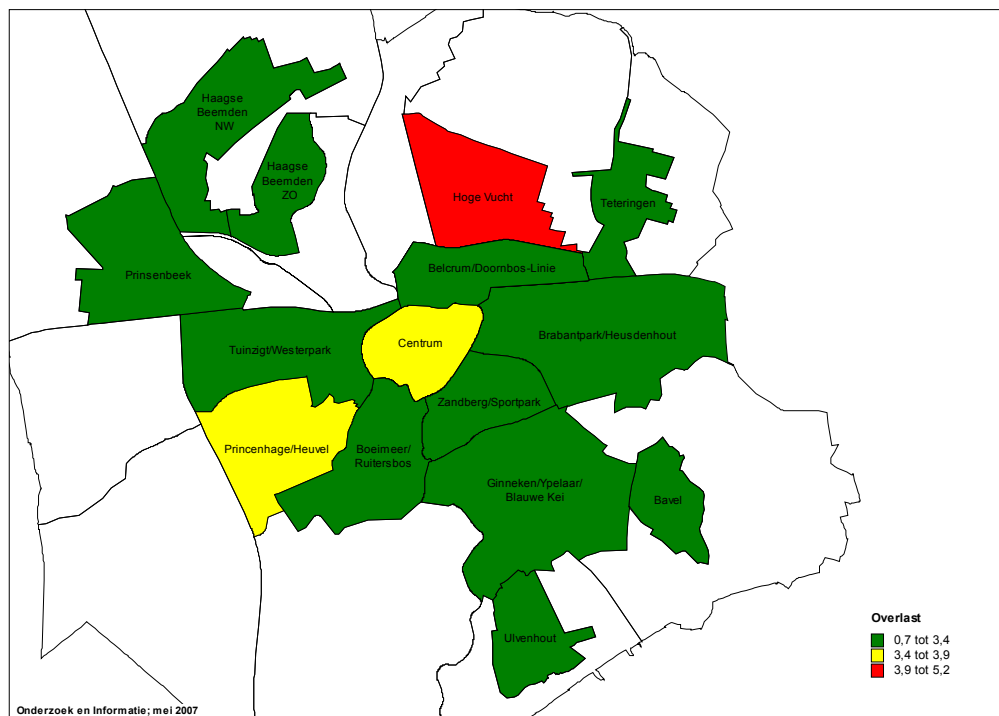 Haagse
Beemden
NW
Haagse
Beemden
ZO
Hoge Vucht
Teteringen
Prinsenbeek
Belcrum/Doornbos-Linie
Tuinzigt/Westerpark
Centrum
Brabantpark/Heusdenhout
Zandberg/Sportpark
Princenhage/Heuvel
Boeimeer/
Ruitersbos
Ginneken/Ypelaar/
Blauwe Kei
Bavel
Ulvenhout
Overlast
0,7 tot 3,4
3,4 tot 3,9
3,9 tot 5,2
Onderzoek en Informatie; mei 2007